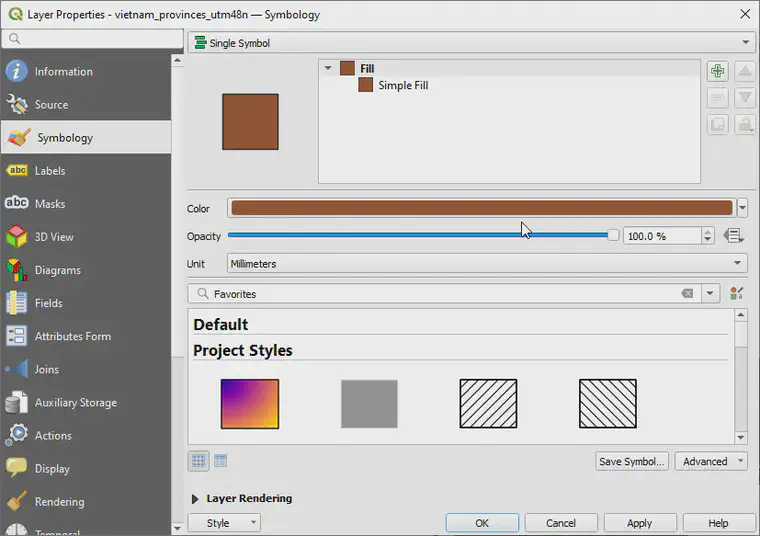 Layer Properties - vietnam_provinces_utm48n — Symbology
Information
Source
Symbology
Labels
Masks
3D View
Diagrams
Fields
Attributes Form
Joins
Auxiliary Storage
Actions
Display
Rendering
Temporal
Single Symbol
Fill
Simple Fill
Color
Opacity
100.0 %
Unit
Millimeters
Favorites
Default
Project Styles
Save Symbol...
Advanced
Layer Rendering
Style
OK
Cancel
Apply
Help
abc
abc